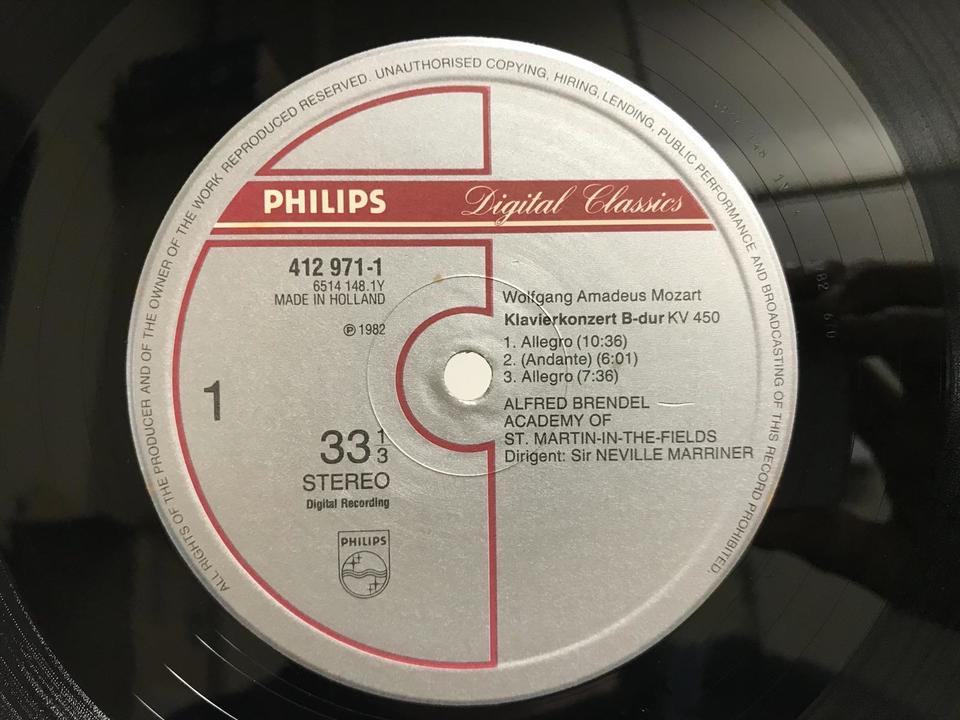 ALL RIGHTS OF THE PRODUCER AND OF THE OWNER OF THE WORK REPRODUCED RESERVED. UNAUTHORISED COPYING, HIRING, LENDING, PUBLIC PERFORMANCE AND BROADCASTING OF THIS RECORD PROHIBITED.
PHILIPS Digital Classics
412 971-1
6514 148.1Y
MADE IN HOLLAND
℗ 1982
1
33 1/3
STEREO
Digital Recording
PHILIPS
Wolfgang Amadeus Mozart
Klavierkonzert B-dur KV 450
1. Allegro (10:36)
2. (Andante) (6:01)
3. Allegro (7:36)
ALFRED BRENDEL
ACADEMY OF
ST. MARTIN-IN-THE-FIELDS
Dirigent: Sir NEVILLE MARRINER